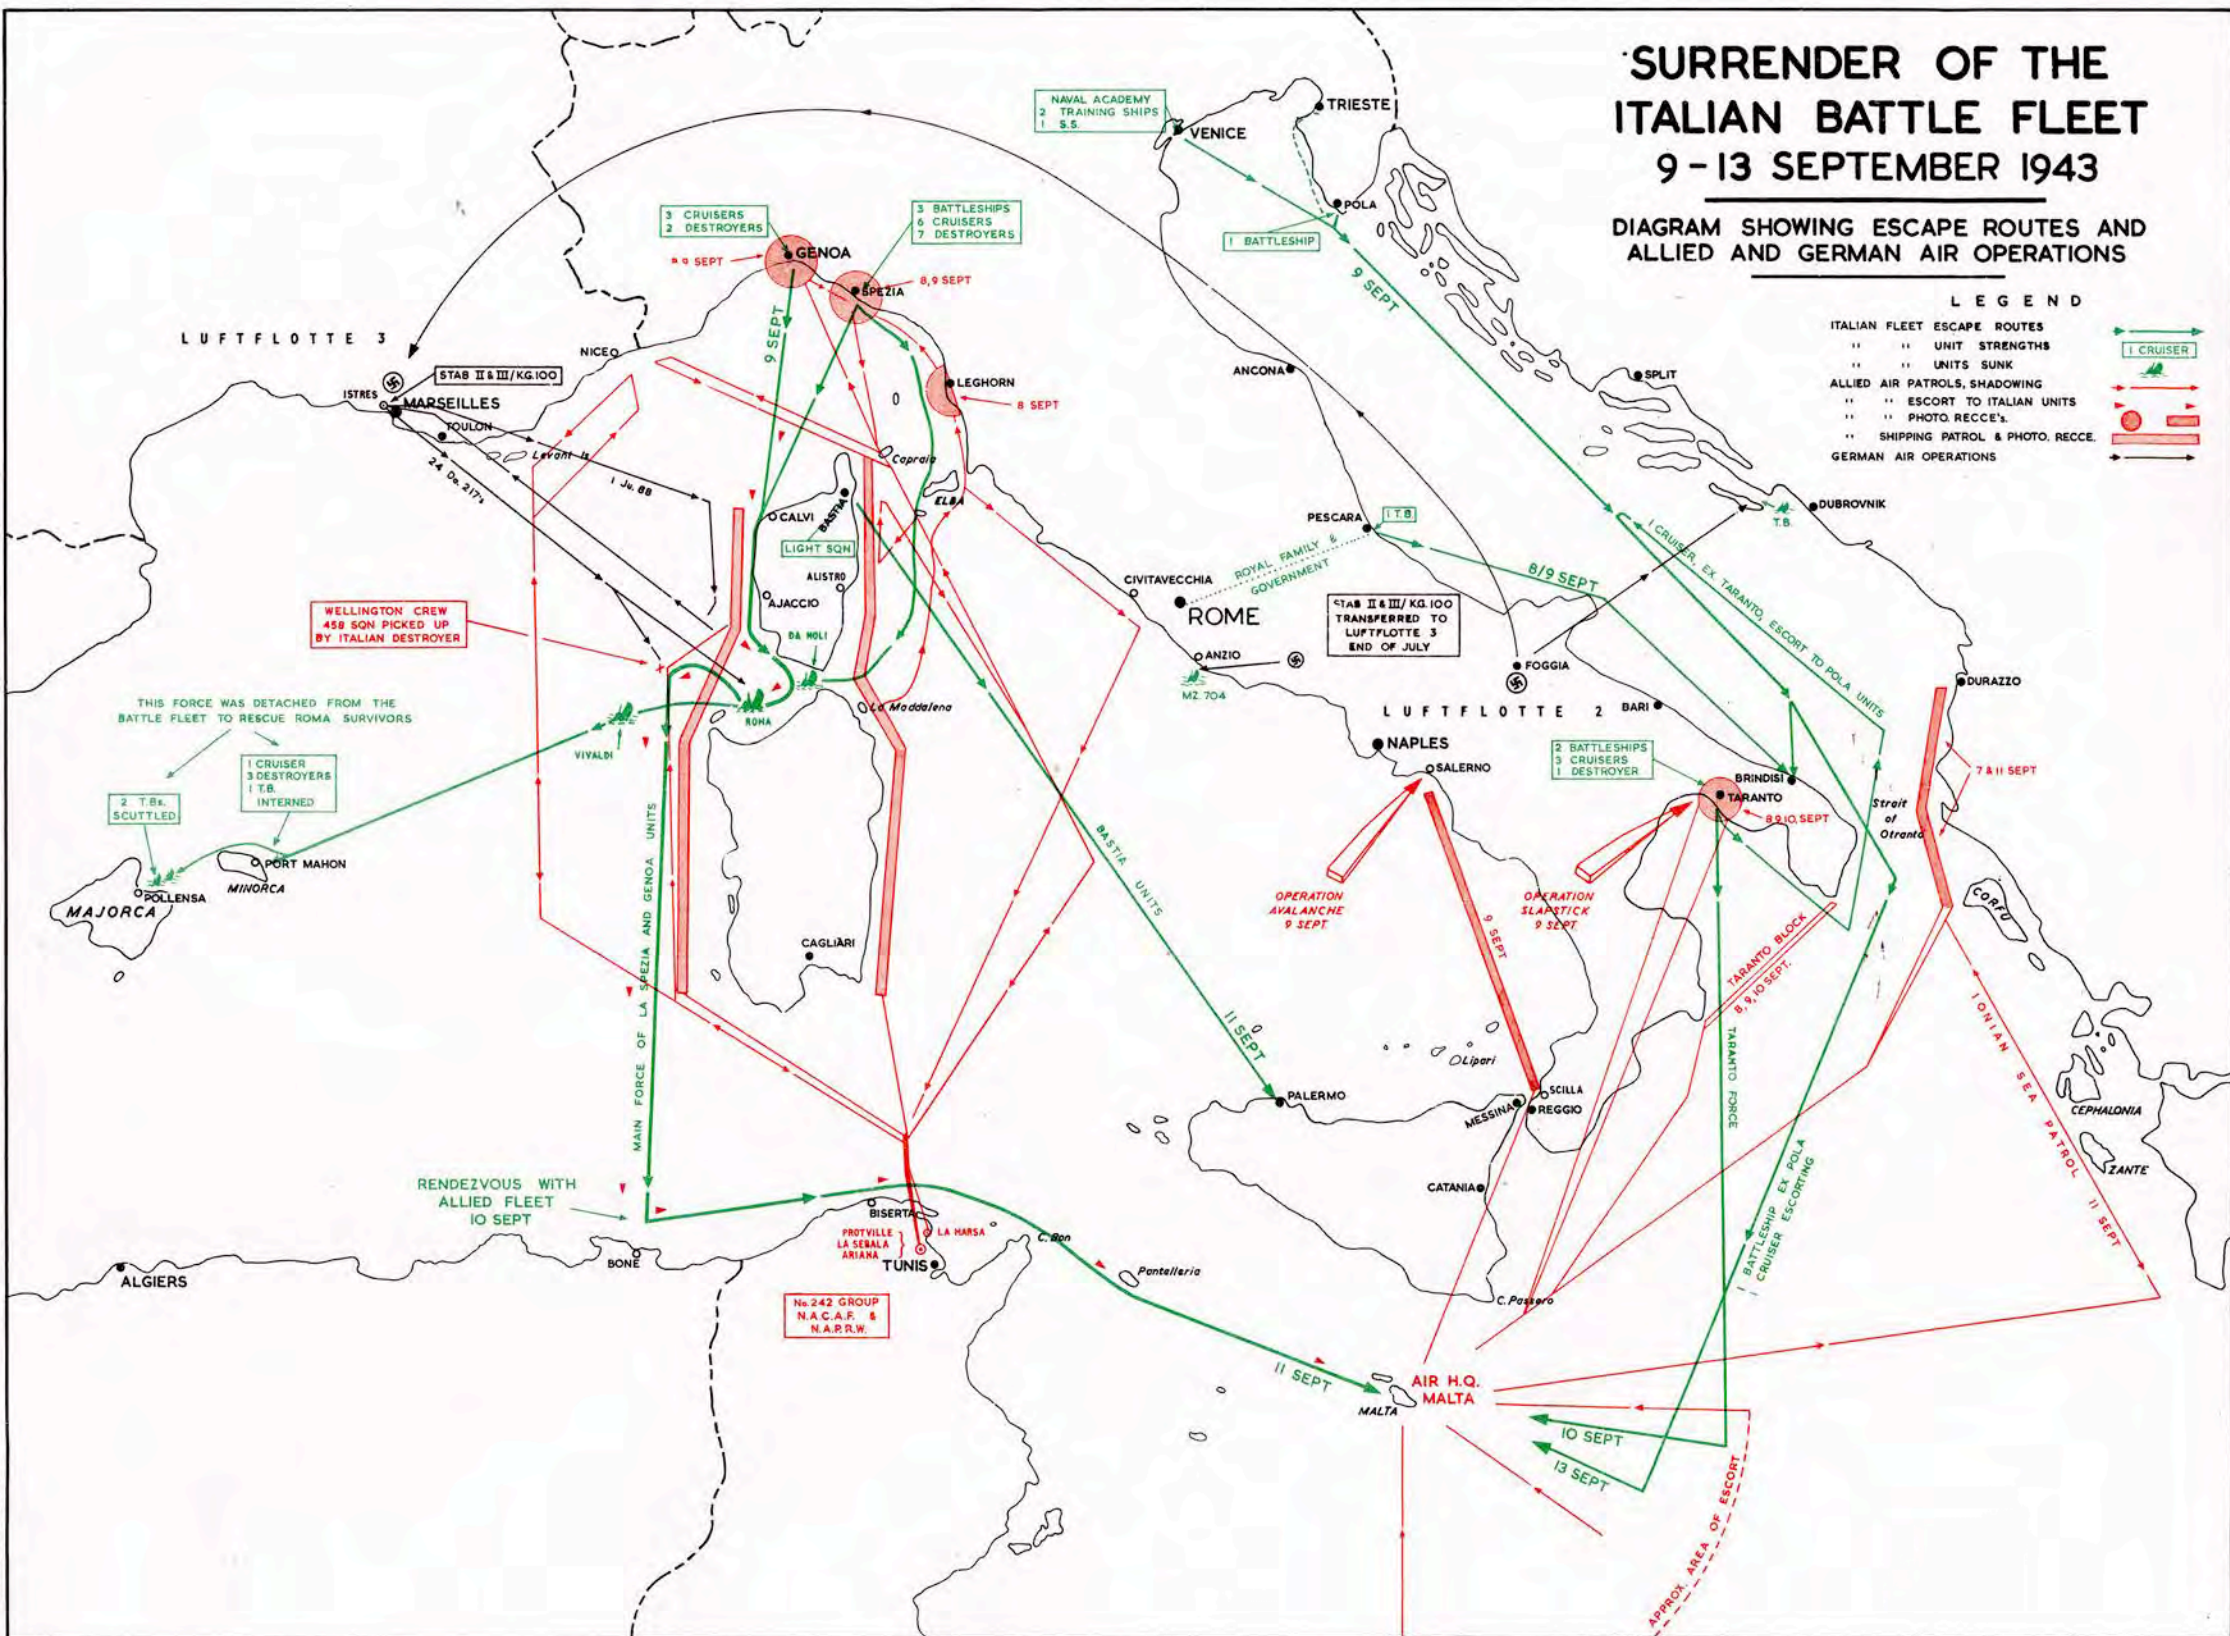 SURRENDER OF THE
ITALIAN BATTLE FLEET
9-13 SEPTEMBER 1943
DIAGRAM SHOWING ESCAPE ROUTES AND
ALLIED AND GERMAN AIR OPERATIONS
LEGEND
ITALIAN FLEET ESCAPE ROUTES
" " UNIT STRENGTHS
1 CRUISER
" " UNITS SUNK
ALLIED AIR PATROLS, SHADOWING
" " ESCORT TO ITALIAN UNITS
" " PHOTO. RECCE's.
" SHIPPING PATROL & PHOTO. RECCE.
GERMAN AIR OPERATIONS
NAVAL ACADEMY
2 TRAINING SHIPS
1 S.S.
VENICE
TRIESTE
POLA
1 BATTLESHIP
9 SEPT
3 CRUISERS
2 DESTROYERS
3 BATTLESHIPS
6 CRUISERS
7 DESTROYERS
GENOA
SPEZIA
8,9 SEPT
9 SEPT
LUFTFLOTTE 3
NICE
STAB II & III/KG.100
ISTRES
MARSEILLES
TOULON
Levant Is
24 Do. 217's
1 Ju. 88
LEGHORN
8 SEPT
Capraia
ELBA
ANCONA
SPLIT
DUBROVNIK
T.B.
PESCARA
1 T.B.
ROYAL FAMILY &
GOVERNMENT
8/9 SEPT
1 CRUISER, EX. TARANTO, ESCORT TO POLA UNITS
CALVI
BASTIA
LIGHT SQN
ALISTRO
AJACCIO
DA NOLI
CIVITAVECCHIA
ROME
ANZIO
MZ.704
STAB II & III/KG.100
TRANSFERRED TO
LUFTFLOTTE 3
END OF JULY
FOGGIA
LUFTFLOTTE 2
BARI
DURAZZO
WELLINGTON CREW
458 SQN PICKED UP
BY ITALIAN DESTROYER
THIS FORCE WAS DETACHED FROM THE
BATTLE FLEET TO RESCUE ROMA SURVIVORS
VIVALDI
ROMA
La Maddalena
1 CRUISER
3 DESTROYERS
1 T.B.
INTERNED
2 T.Bs.
SCUTTLED
PORT MAHON
MINORCA
POLLENSA
MAJORCA
NAPLES
SALERNO
2 BATTLESHIPS
3 CRUISERS
1 DESTROYER
BRINDISI
TARANTO
8,9,10, SEPT
Strait
of
Otranto
7 & 11 SEPT
OPERATION
AVALANCHE
9 SEPT
9 SEPT
OPERATION
SLAPSTICK
9 SEPT
TARANTO BLOCK
8, 9, 10 SEPT.
CORFU
CAGLIARI
MAIN FORCE OF LA SPEZIA AND GENOA UNITS
BASTIA UNITS
11 SEPT
Lipari
SCILLA
MESSINA
REGGIO
PALERMO
CATANIA
C. Passero
TARANTO FORCE
1 BATTLESHIP EX POLA
1 CRUISER ESCORTING
IONIAN SEA PATROL 11 SEPT
CEPHALONIA
ZANTE
RENDEZVOUS WITH
ALLIED FLEET
10 SEPT
BISERTA
PROTVILLE
LA SEBALA
ARIANA
LA MARSA
TUNIS
C. Bon
Pantelleria
ALGIERS
BONE
No.242 GROUP
N.A.C.A.F. &
N.A.P.R.W.
11 SEPT
MALTA
AIR H.Q.
MALTA
10 SEPT
13 SEPT
APPROX. AREA OF ESCORT